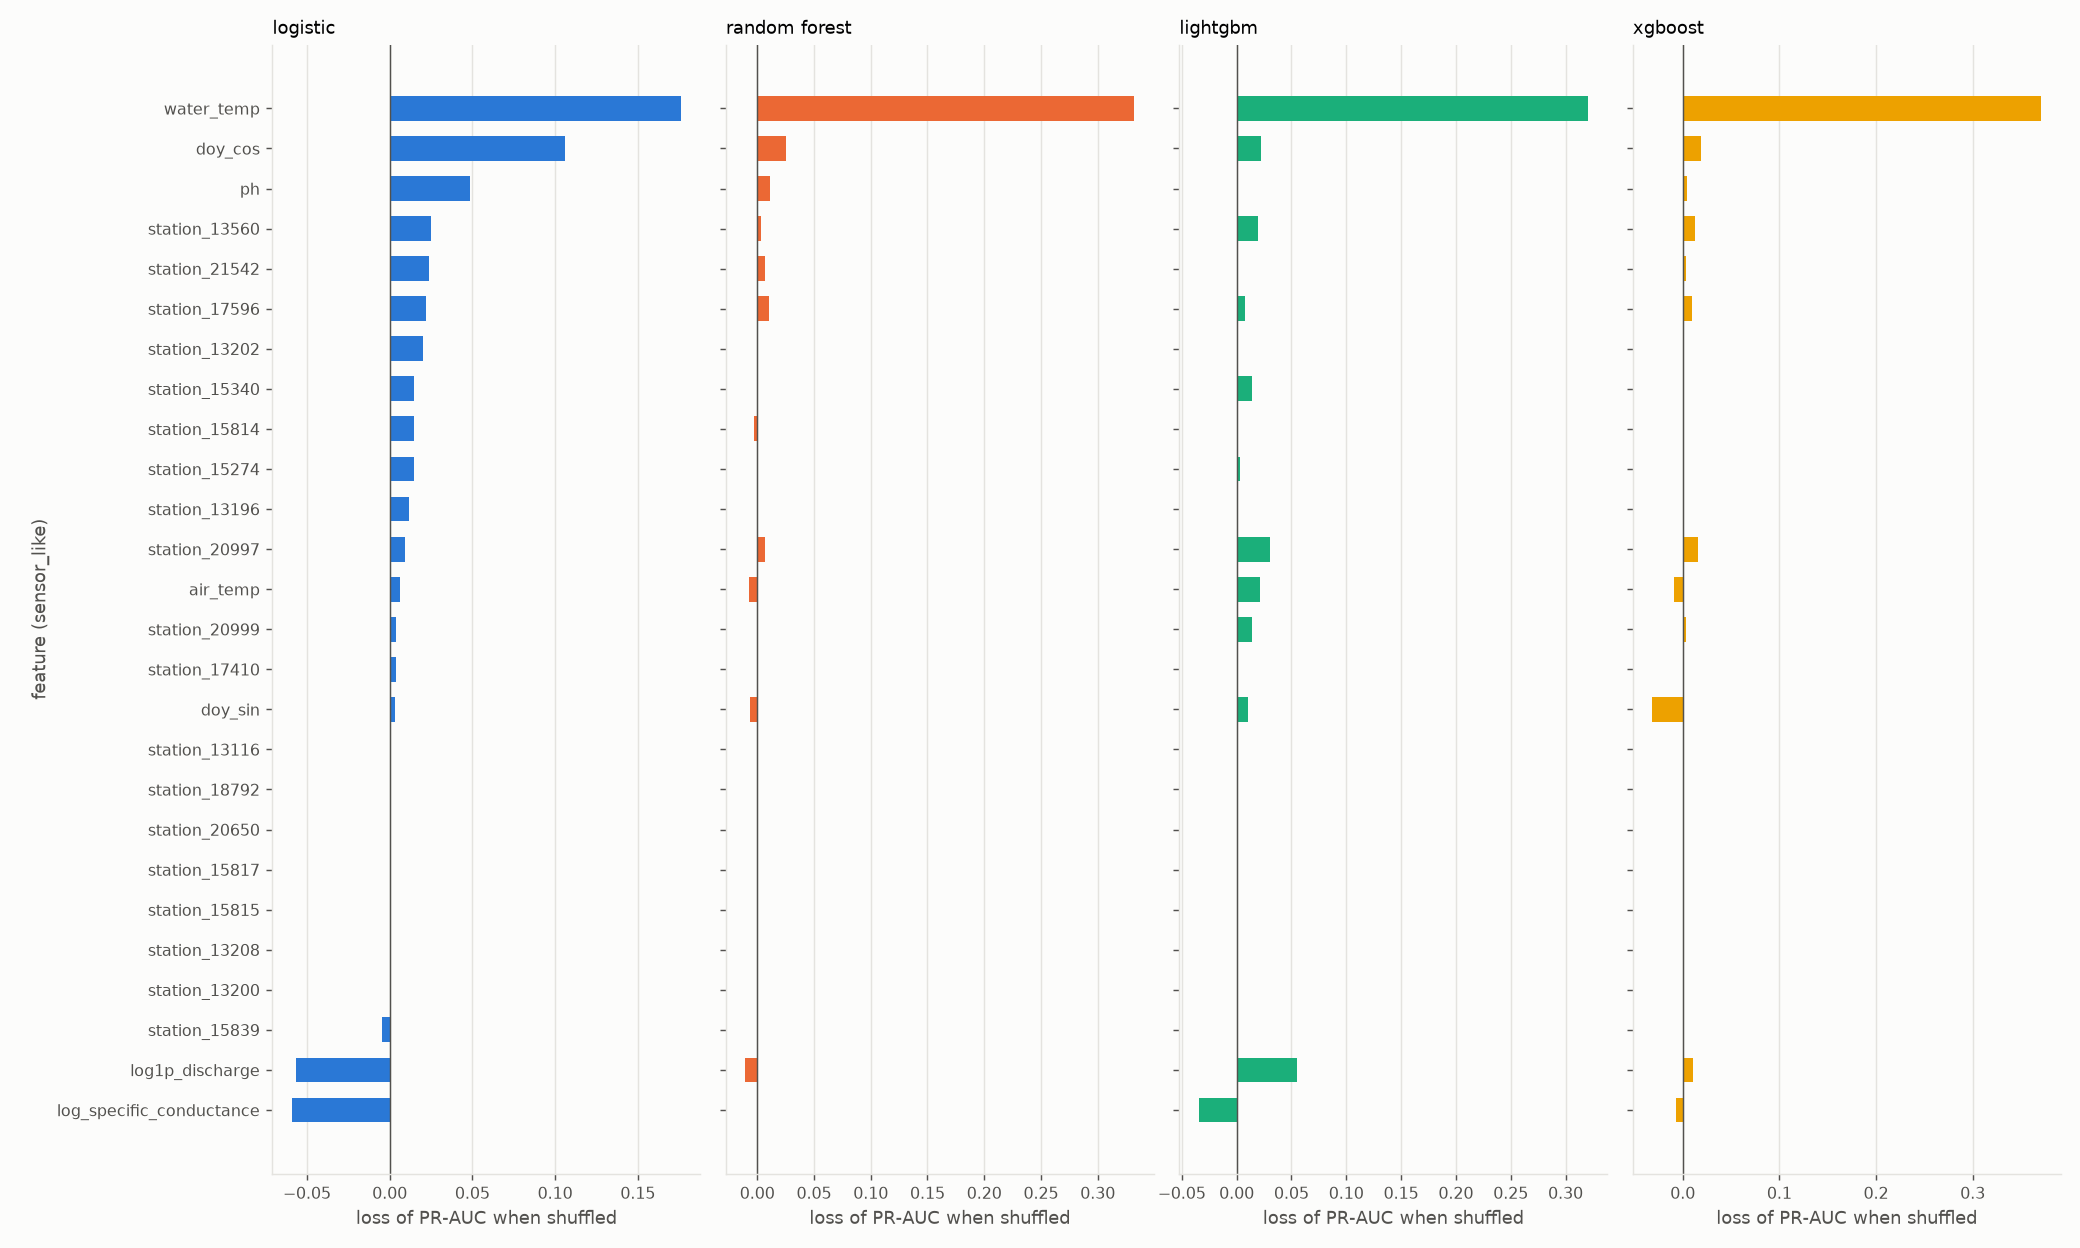 logistic
random forest
lightgbm
xgboost
feature (sensor_like)
water_temp
doy_cos
ph
station_13560
station_21542
station_17596
station_13202
station_15340
station_15814
station_15274
station_13196
station_20997
air_temp
station_20999
station_17410
doy_sin
station_13116
station_18792
station_20650
station_15817
station_15815
station_13208
station_13200
station_15839
log1p_discharge
log_specific_conductance
−0.05 0.00 0.05 0.10 0.15
0.00 0.05 0.10 0.15 0.20 0.25 0.30
−0.05 0.00 0.05 0.10 0.15 0.20 0.25 0.30
0.0 0.1 0.2 0.3
loss of PR-AUC when shuffled
loss of PR-AUC when shuffled
loss of PR-AUC when shuffled
loss of PR-AUC when shuffled